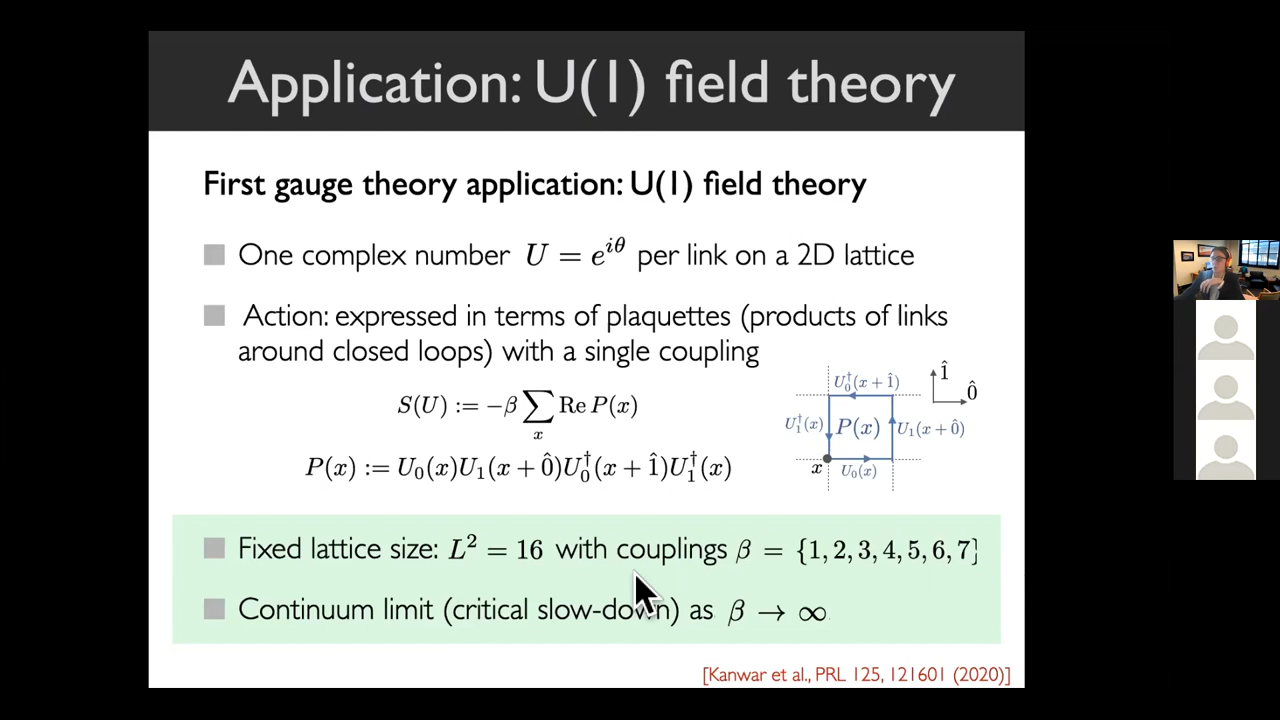 Application: U(1) field theory
First gauge theory application: U(1) field theory
One complex number U = e^{iθ} per link on a 2D lattice
Action: expressed in terms of plaquettes (products of links
around closed loops) with a single coupling
S(U) := −β ∑_x Re P(x)
P(x) := U_0(x)U_1(x + 0̂)U_0^†(x + 1̂)U_1^†(x)
U_0^†(x + 1̂)
1̂
0̂
U_1^†(x)
P(x)
U_1(x + 0̂)
x
U_0(x)
Fixed lattice size: L² = 16 with couplings β = {1, 2, 3, 4, 5, 6, 7}
Continuum limit (critical slow-down) as β → ∞
[Kanwar et al., PRL 125, 121601 (2020)]